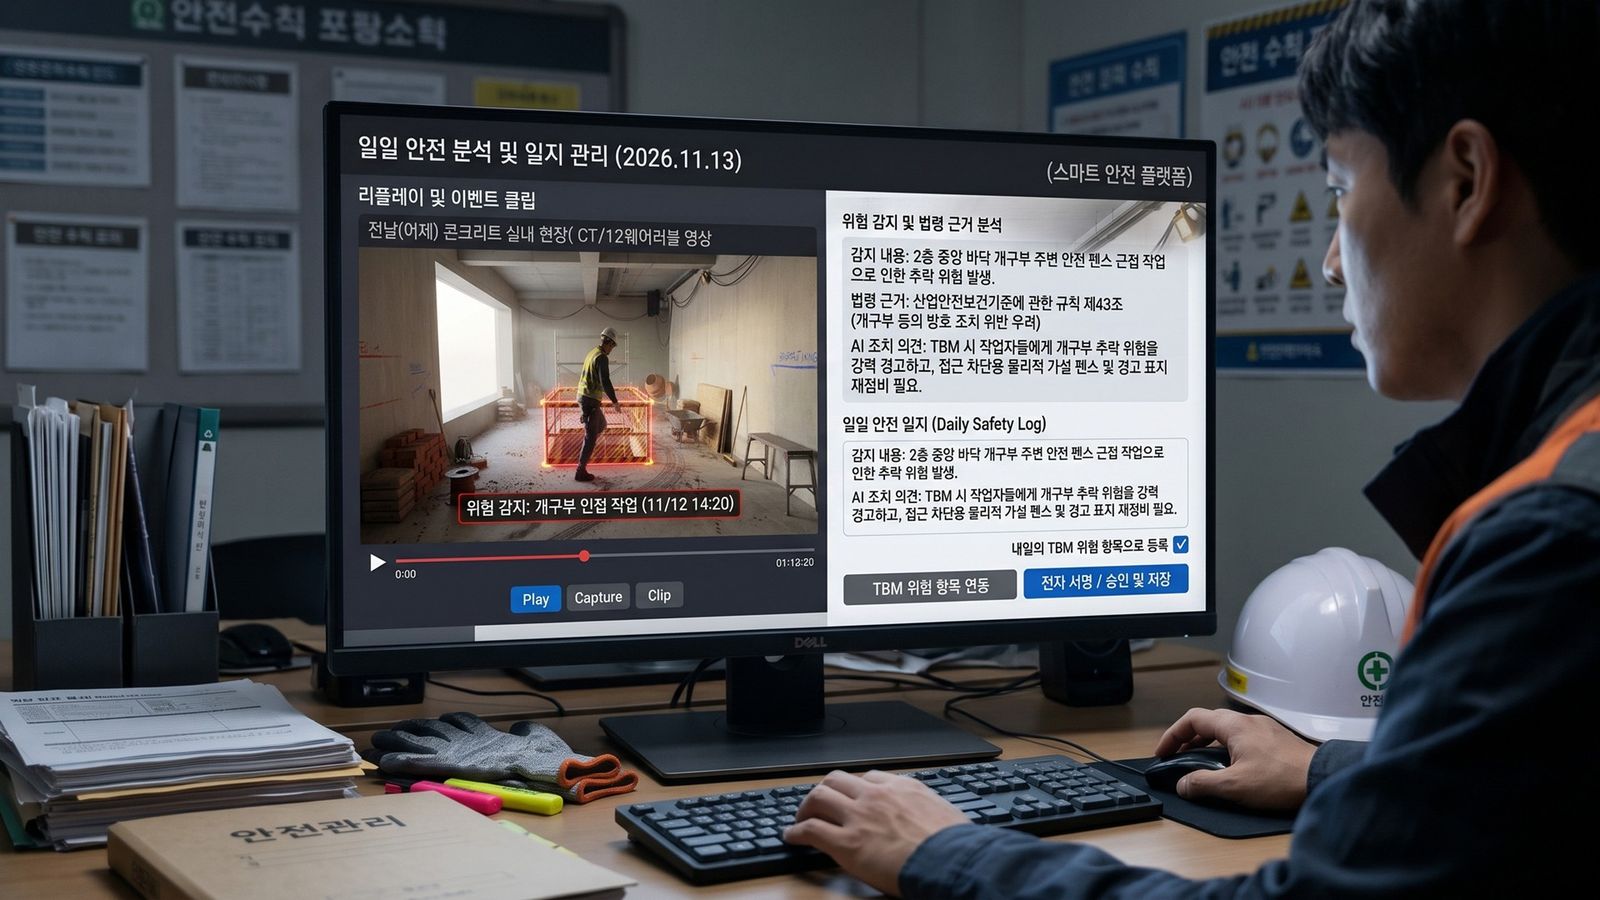 안전수칙
일일 안전 분석 및 일지 관리 (2026.11.13)
(스마트 안전 플랫폼)
리플레이 및 이벤트 클립
전날(어제) 콘크리트 실내 현장( CT/12웨어러블 영상
위험 감지: 개구부 인접 작업 (11/12 14:20)
0:00
01:12:20
Play
Capture
Clip
위험 감지 및 법령 근거 분석
감지 내용: 2층 중앙 바닥 개구부 주변 안전 펜스 근접 작업
으로 인한 추락 위험 발생.
법령 근거: 산업안전보건기준에 관한 규칙 제43조
(개구부 등의 방호 조치 위반 우려)
AI 조치 의견: TBM 시 작업자들에게 개구부 추락 위험을
강력 경고하고, 접근 차단용 물리적 가설 펜스 및 경고 표지
재정비 필요.
일일 안전 일지 (Daily Safety Log)
감지 내용: 2층 중앙 바닥 개구부 주변 안전 펜스 근접 작업으로
인한 추락 위험 발생.
AI 조치 의견: TBM 시 작업자들에게 개구부 추락 위험을 강력
경고하고, 접근 차단용 물리적 가설 펜스 및 경고 표지 재정비 필요.
내일의 TBM 위험 항목으로 등록
TBM 위험 항목 연동
전자 서명 / 승인 및 저장
DELL
안전 수칙
안전
안전관리